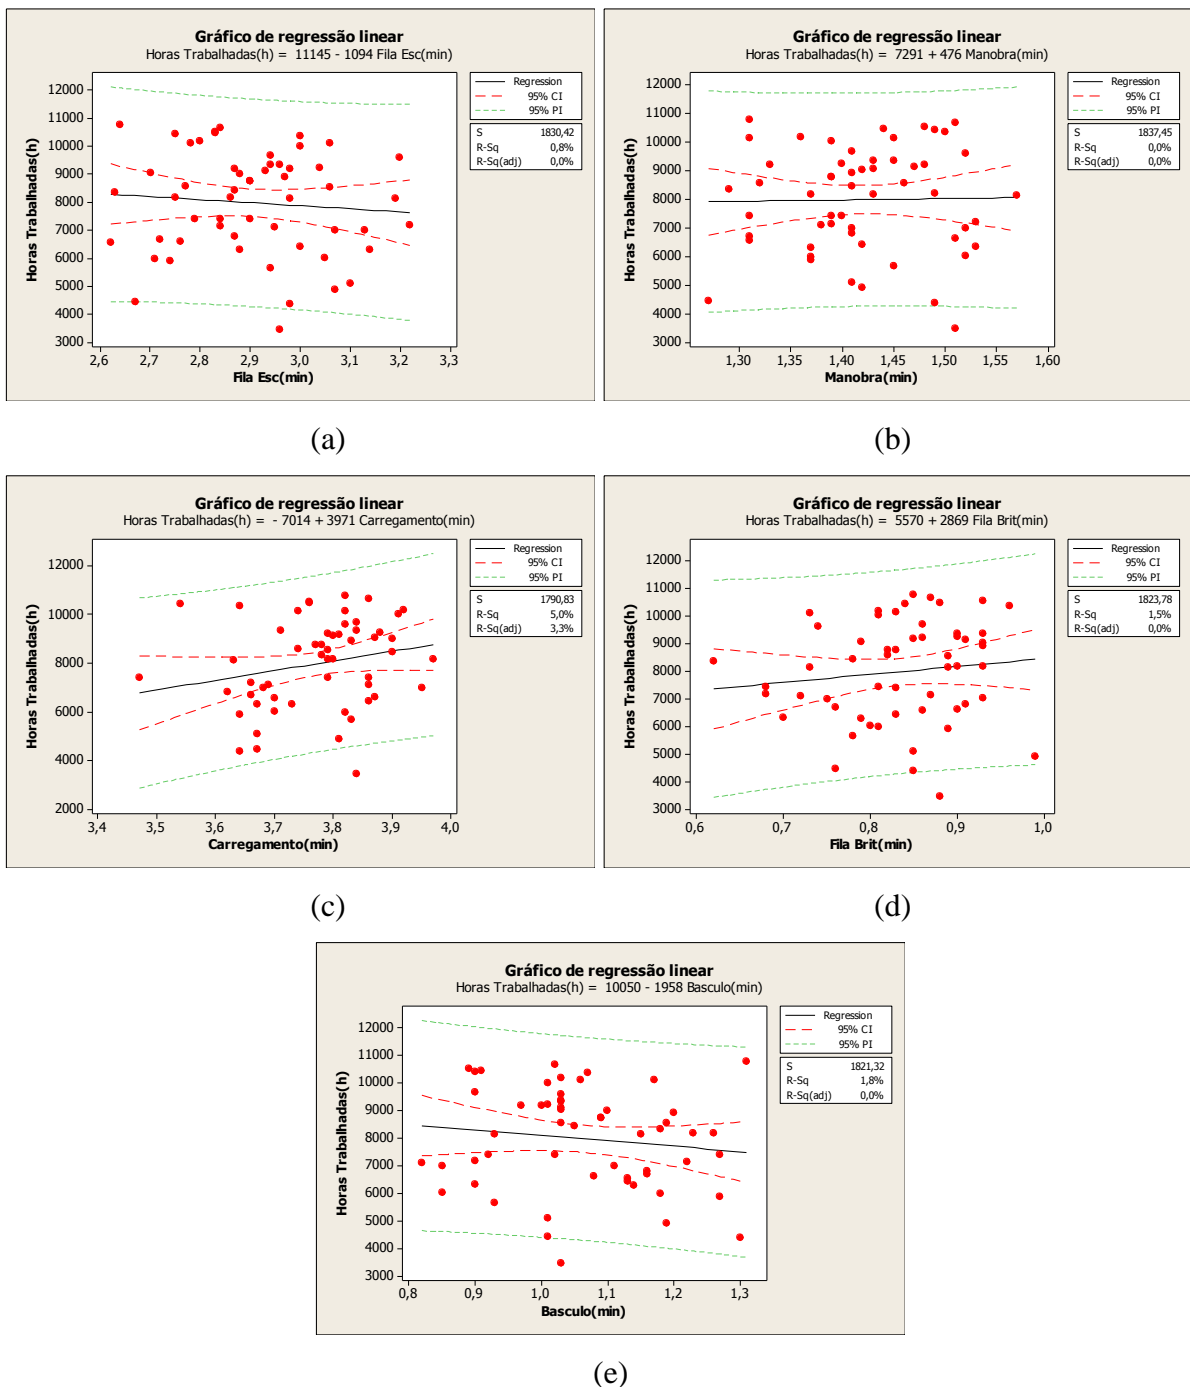 Gráfico de regressão linear
Horas Trabalhadas(h) = 11145 - 1094 Fila Esc(min)
Regression
95% CI
95% PI
S 1830,42
R-Sq 0,8%
R-Sq(adj) 0,0%
Horas Trabalhadas(h)
12000
11000
10000
9000
8000
7000
6000
5000
4000
3000
2,6 2,7 2,8 2,9 3,0 3,1 3,2 3,3
Fila Esc(min)
(a)
Gráfico de regressão linear
Horas Trabalhadas(h) = 7291 + 476 Manobra(min)
Regression
95% CI
95% PI
S 1837,45
R-Sq 0,0%
R-Sq(adj) 0,0%
Horas Trabalhadas(h)
12000
11000
10000
9000
8000
7000
6000
5000
4000
3000
1,30 1,35 1,40 1,45 1,50 1,55 1,60
Manobra(min)
(b)
Gráfico de regressão linear
Horas Trabalhadas(h) = - 7014 + 3971 Carregamento(min)
Regression
95% CI
95% PI
S 1790,83
R-Sq 5,0%
R-Sq(adj) 3,3%
Horas Trabalhadas(h)
12000
10000
8000
6000
4000
2000
3,4 3,5 3,6 3,7 3,8 3,9 4,0
Carregamento(min)
(c)
Gráfico de regressão linear
Horas Trabalhadas(h) = 5570 + 2869 Fila Brit(min)
Regression
95% CI
95% PI
S 1823,78
R-Sq 1,5%
R-Sq(adj) 0,0%
Horas Trabalhadas(h)
12000
11000
10000
9000
8000
7000
6000
5000
4000
3000
0,6 0,7 0,8 0,9 1,0
Fila Brit(min)
(d)
Gráfico de regressão linear
Horas Trabalhadas(h) = 10050 - 1958 Basculo(min)
Regression
95% CI
95% PI
S 1821,32
R-Sq 1,8%
R-Sq(adj) 0,0%
Horas Trabalhadas(h)
12000
11000
10000
9000
8000
7000
6000
5000
4000
3000
0,8 0,9 1,0 1,1 1,2 1,3
Basculo(min)
(e)